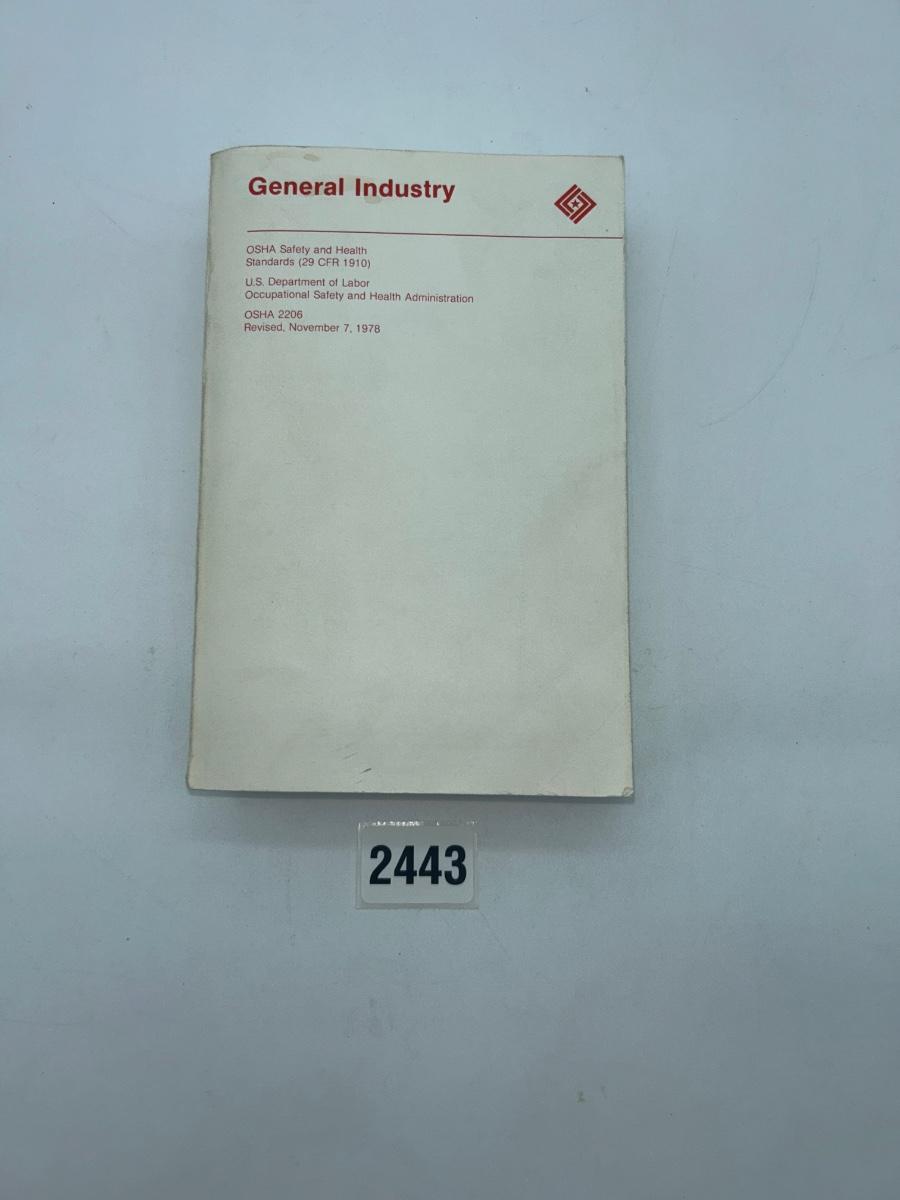 General Industry
OSHA Safety and Health
Standards (29 CFR 1910)
U.S. Department of Labor
Occupational Safety and Health Administration
OSHA 2206
Revised, November 7, 1978
2443